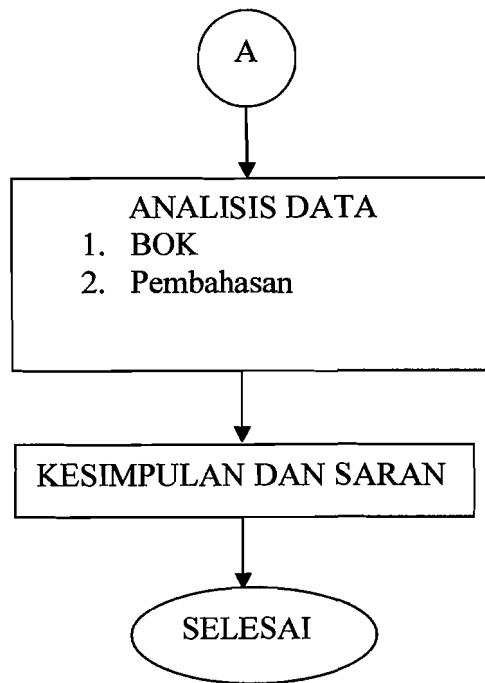 A
ANALISIS DATA
1. BOK
2. Pembahasan
KESIMPULAN DAN SARAN
SELESAI